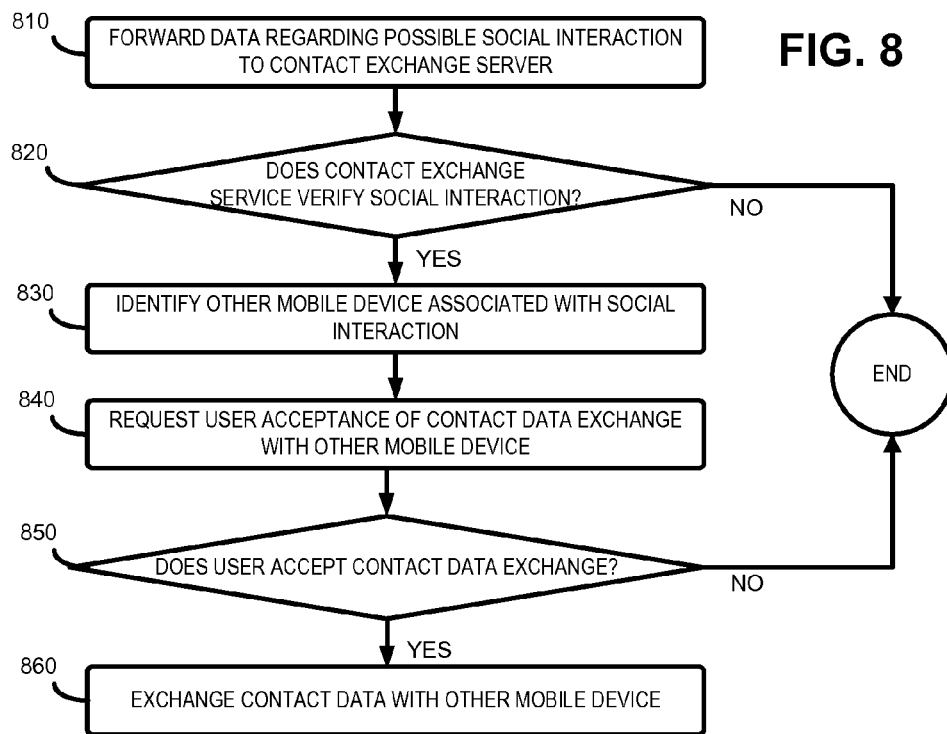 810
FORWARD DATA REGARDING POSSIBLE SOCIAL INTERACTION
TO CONTACT EXCHANGE SERVER
FIG. 8
820
DOES CONTACT EXCHANGE
SERVICE VERIFY SOCIAL INTERACTION?
NO
YES
830
IDENTIFY OTHER MOBILE DEVICE ASSOCIATED WITH SOCIAL
INTERACTION
END
840
REQUEST USER ACCEPTANCE OF CONTACT DATA EXCHANGE
WITH OTHER MOBILE DEVICE
850
DOES USER ACCEPT CONTACT DATA EXCHANGE?
NO
YES
860
EXCHANGE CONTACT DATA WITH OTHER MOBILE DEVICE